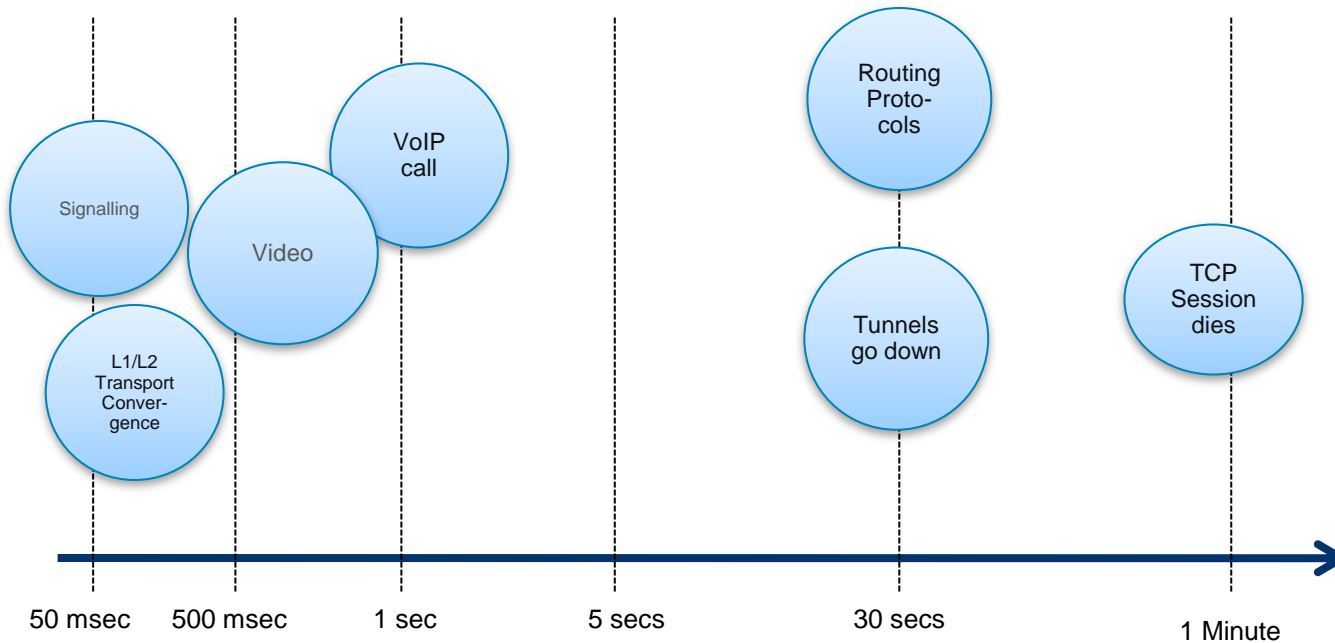 Routing
Proto-
cols
VoIP
call
Signalling
Video
TCP
Session
dies
Tunnels
go down
L1/L2
Transport
Conver-
gence
50 msec
500 msec
1 sec
5 secs
30 secs
1 Minute